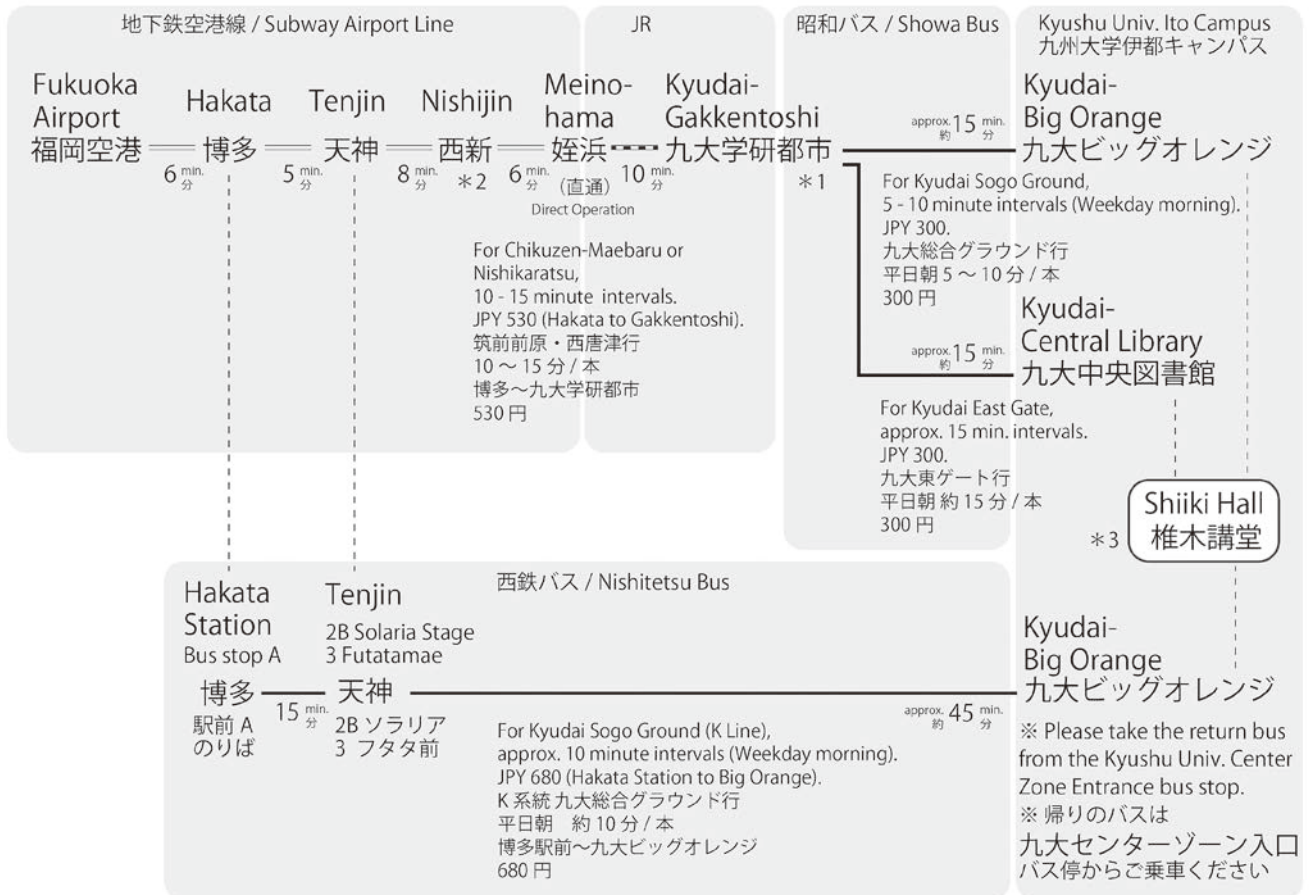 地下鉄空港線 / Subway Airport Line
JR
昭和バス / Showa Bus
Kyushu Univ. Ito Campus
九州大学伊都キャンパス
Fukuoka
Airport
福岡空港
6 min.
分
Hakata
博多
5 min.
分
Tenjin
天神
8 min.
分
Nishijin
西新
＊2
6 min.
分
Meino-
hama
姪浜
(直通)
Direct Operation
10 min.
分
Kyudai-
Gakkentoshi
九大学研都市
＊1
approx.
約 15 min.
分
Kyudai-
Big Orange
九大ビッグオレンジ
For Chikuzen-Maebaru or
Nishikaratsu,
10 - 15 minute intervals.
JPY 530 (Hakata to Gakkentoshi).
筑前前原・西唐津行
10 ～ 15 分 / 本
博多～九大学研都市
530 円
For Kyudai Sogo Ground,
5 - 10 minute intervals (Weekday morning).
JPY 300.
九大総合グラウンド行
平日朝 5 ～ 10 分 / 本
300 円
approx.
約 15 min.
分
Kyudai-
Central Library
九大中央図書館
For Kyudai East Gate,
approx. 15 min. intervals.
JPY 300.
九大東ゲート行
平日朝 約 15 分 / 本
300 円
＊3
Shiiki Hall
椎木講堂
西鉄バス / Nishitetsu Bus
Hakata
Station
Bus stop A
博多
駅前 A
のりば
15 min.
分
Tenjin
2B Solaria Stage
3 Futatamae
天神
2B ソラリア
3 フタタ前
For Kyudai Sogo Ground (K Line),
approx. 10 minute intervals (Weekday morning).
JPY 680 (Hakata Station to Big Orange).
K 系統 九大総合グラウンド行
平日朝　約 10 分 / 本
博多駅前～九大ビッグオレンジ
680 円
approx.
約 45 min.
分
Kyudai-
Big Orange
九大ビッグオレンジ
※ Please take the return bus
from the Kyushu Univ. Center
Zone Entrance bus stop.
※ 帰りのバスは
九大センターゾーン入口
バス停からご乗車ください